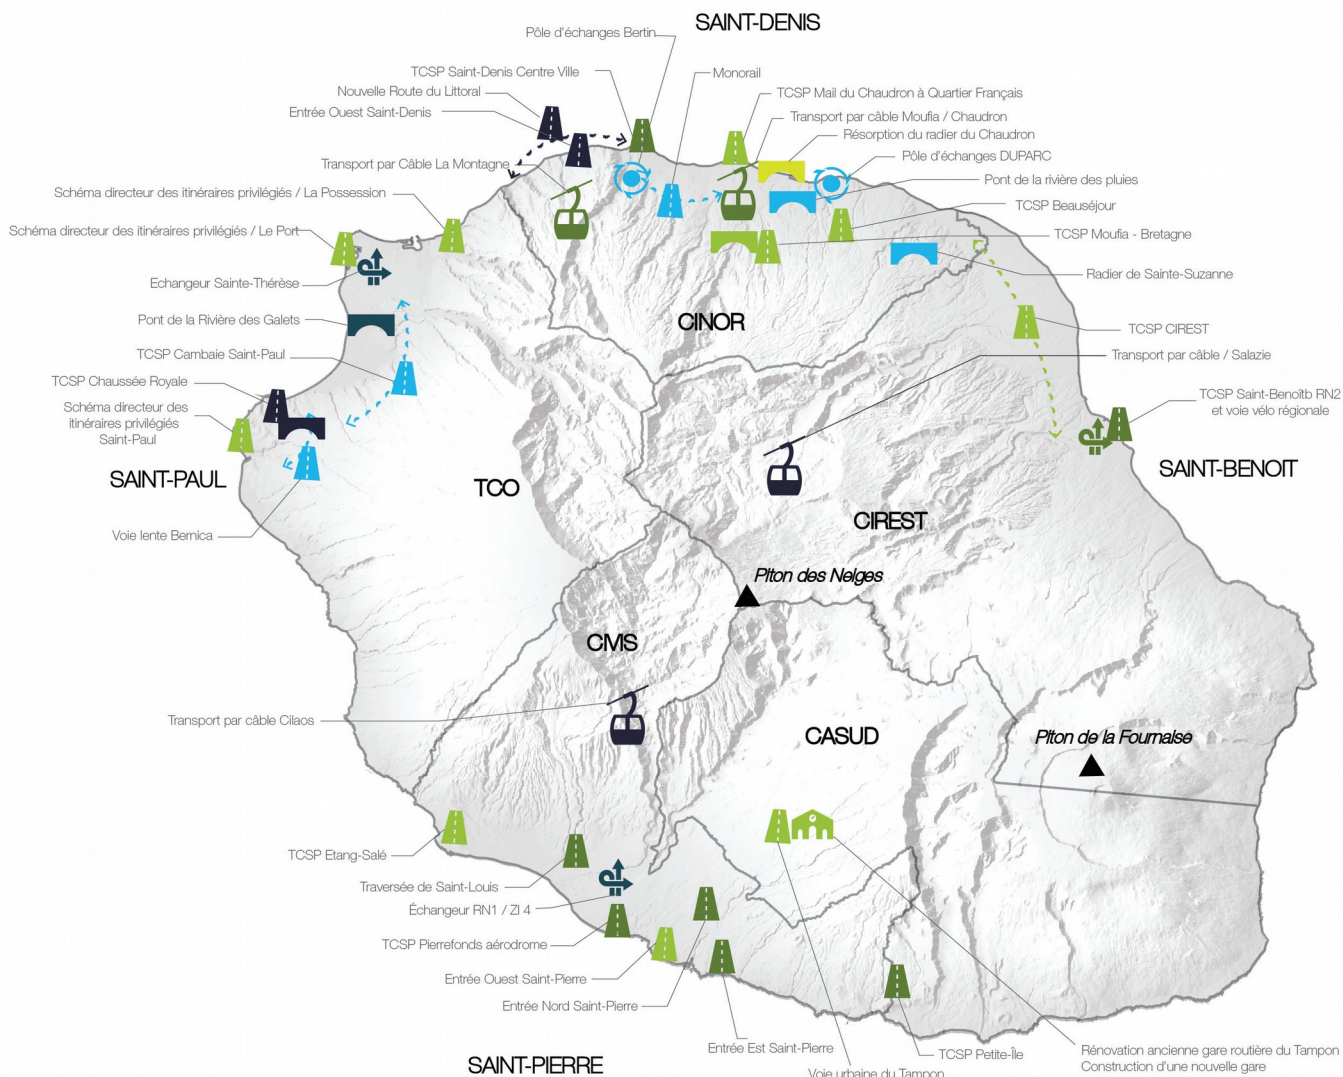 SAINT-DENIS
Pôle d'échanges Bertin
TCSP Saint-Denis Centre Ville
Monorail
Nouvelle Route du Littoral
TCSP Mail du Chaudron à Quartier Français
Entrée Ouest Saint-Denis
Transport par câble Moufia / Chaudron
Résorption du radier du Chaudron
Transport par Câble La Montagne
Pôle d'échanges DUPARC
Pont de la rivière des pluies
Schéma directeur des itinéraires privilégiés / La Possession
TCSP Beauséjour
Schéma directeur des itinéraires privilégiés / Le Port
TCSP Moufia - Bretagne
Echangeur Sainte-Thérèse
Radier de Sainte-Suzanne
Pont de la Rivière des Galets
CINOR
TCSP CIREST
TCSP Cambaie Saint-Paul
Transport par câble / Salazie
TCSP Chaussée Royale
TCSP Saint-Benoîtb RN2
et voie vélo régionale
Schéma directeur des
itinéraires privilégiés
Saint-Paul
SAINT-PAUL
TCO
SAINT-BENOIT
CIREST
Voie lente Bernica
Piton des Neiges
CIVIS
Transport par câble Cilaos
CASUD
Piton de la Fournaise
TCSP Etang-Salé
Traversée de Saint-Louis
Échangeur RN1 / ZI 4
TCSP Pierrefonds aérodrome
Entrée Ouest Saint-Pierre
Entrée Nord Saint-Pierre
Entrée Est Saint-Pierre
TCSP Petite-Île
Rénovation ancienne gare routière du Tampon
Construction d'une nouvelle gare
SAINT-PIERRE
Voie urbaine du Tampon